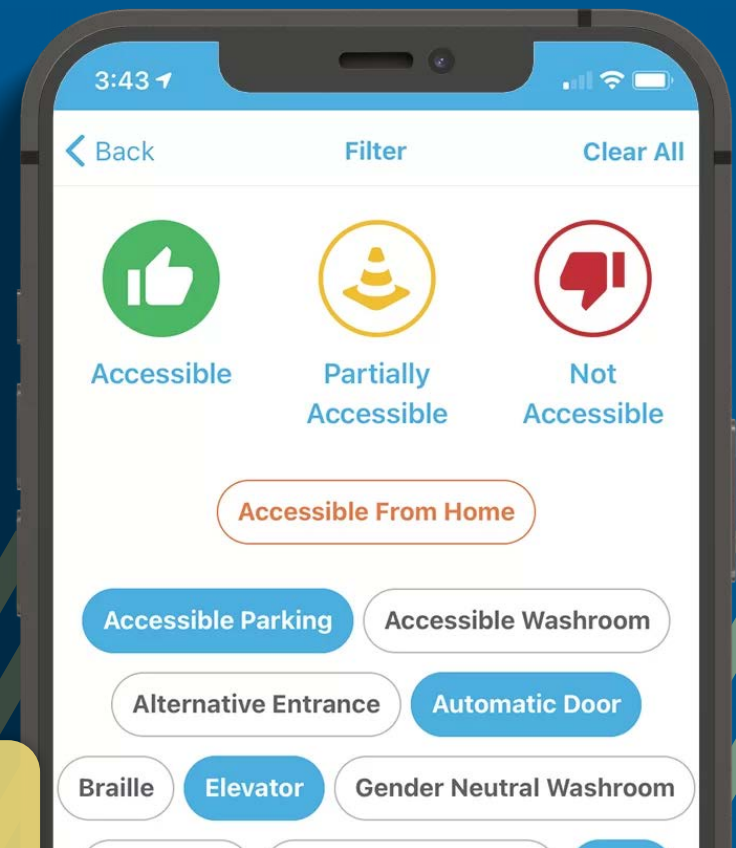 3:43
Back Filter Clear All
Accessible Partially Not
Accessible Accessible
Accessible From Home
Accessible Parking Accessible Washroom
Alternative Entrance Automatic Door
Braille Elevator Gender Neutral Washroom